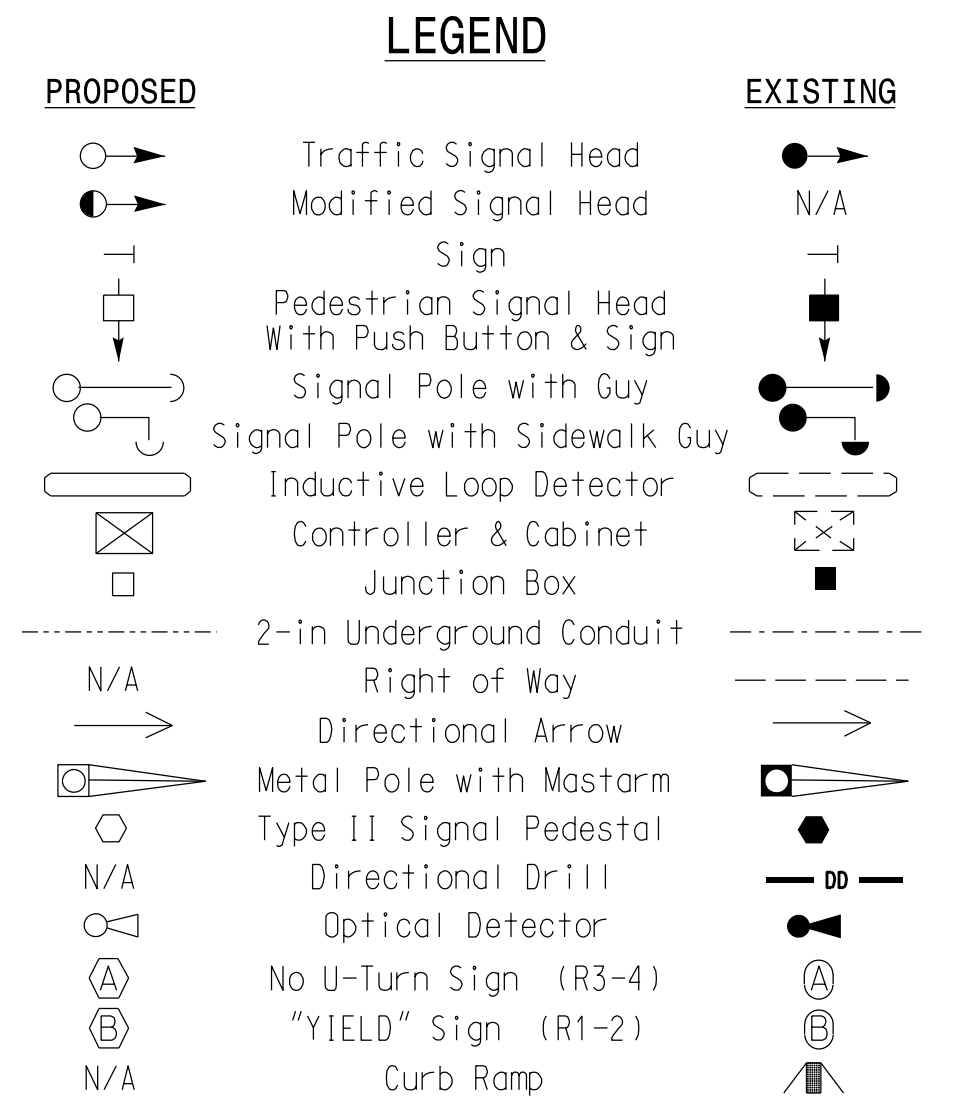 LEGEND
PROPOSED EXISTING
Traffic Signal Head
Modified Signal Head N/A
Sign
Pedestrian Signal Head
With Push Button & Sign
Signal Pole with Guy
Signal Pole with Sidewalk Guy
Inductive Loop Detector
Controller & Cabinet
Junction Box
2-in Underground Conduit
N/A Right of Way
Directional Arrow
Metal Pole with Mastarm
Type II Signal Pedestal
N/A Directional Drill DD
Optical Detector
A No U-Turn Sign (R3-4) A
B "YIELD" Sign (R1-2) B
N/A Curb Ramp